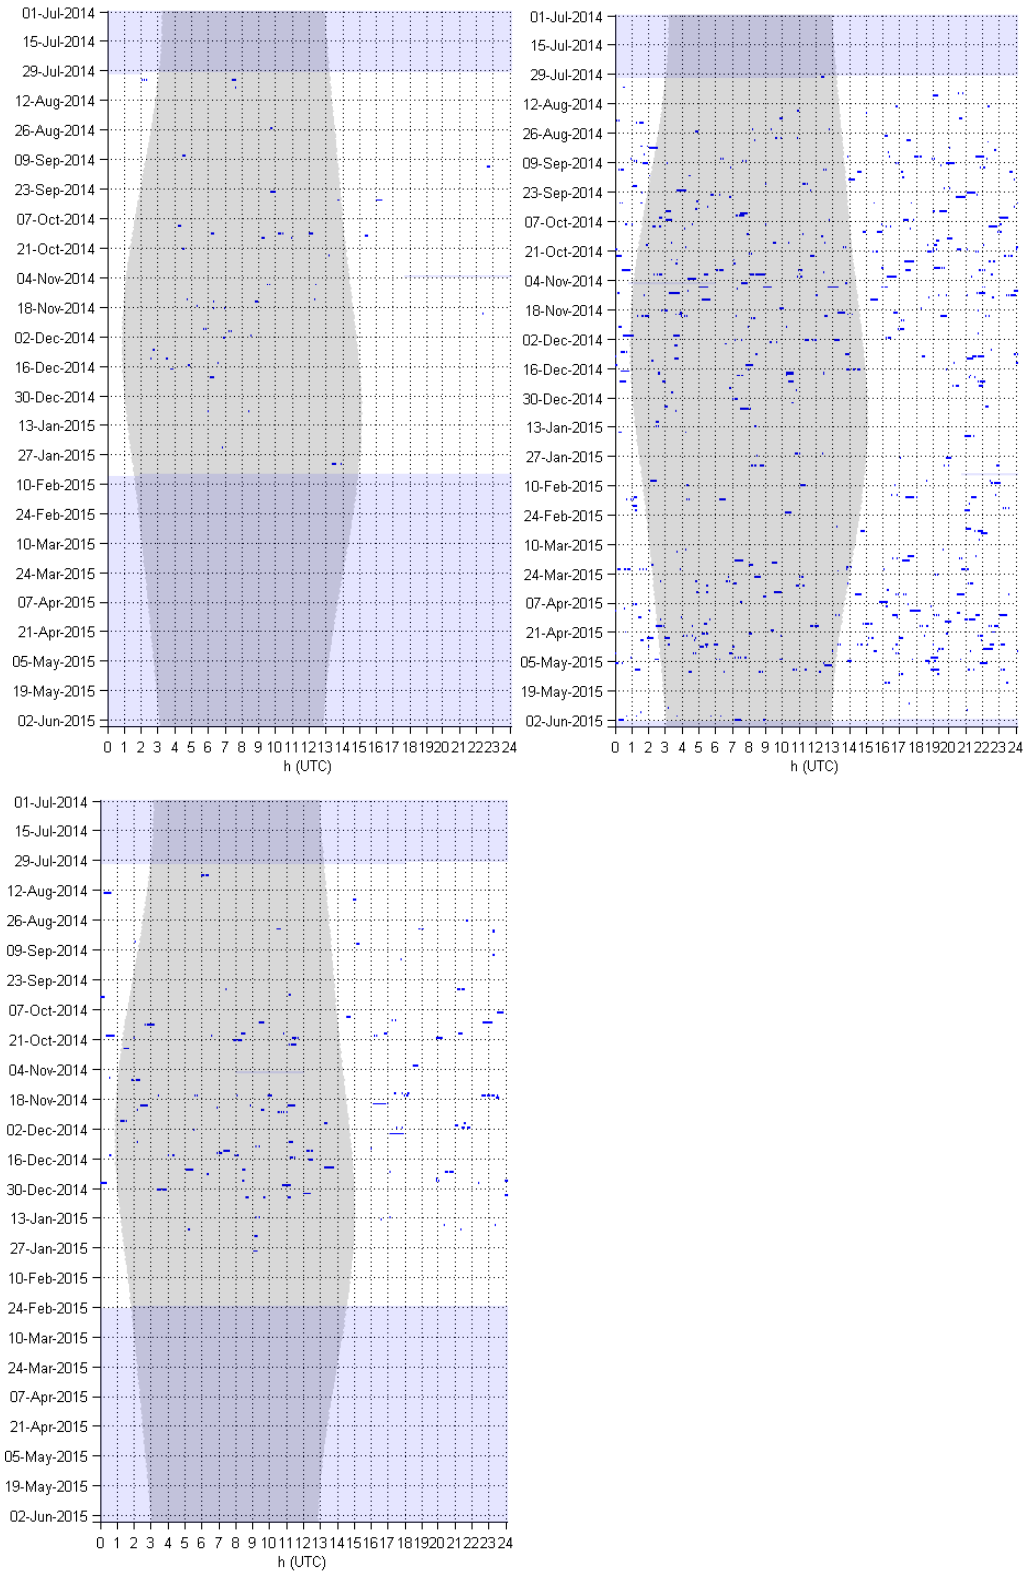 01-Jul-2014
15-Jul-2014
29-Jul-2014
12-Aug-2014
26-Aug-2014
09-Sep-2014
23-Sep-2014
07-Oct-2014
21-Oct-2014
04-Nov-2014
18-Nov-2014
02-Dec-2014
16-Dec-2014
30-Dec-2014
13-Jan-2015
27-Jan-2015
10-Feb-2015
24-Feb-2015
10-Mar-2015
24-Mar-2015
07-Apr-2015
21-Apr-2015
05-May-2015
19-May-2015
02-Jun-2015
0 1 2 3 4 5 6 7 8 9 10 11 12 13 14 15 16 17 18 19 20 21 22 23 24
h (UTC)
01-Jul-2014
15-Jul-2014
29-Jul-2014
12-Aug-2014
26-Aug-2014
09-Sep-2014
23-Sep-2014
07-Oct-2014
21-Oct-2014
04-Nov-2014
18-Nov-2014
02-Dec-2014
16-Dec-2014
30-Dec-2014
13-Jan-2015
27-Jan-2015
10-Feb-2015
24-Feb-2015
10-Mar-2015
24-Mar-2015
07-Apr-2015
21-Apr-2015
05-May-2015
19-May-2015
02-Jun-2015
0 1 2 3 4 5 6 7 8 9 10 11 12 13 14 15 16 17 18 19 20 21 22 23 24
h (UTC)
01-Jul-2014
15-Jul-2014
29-Jul-2014
12-Aug-2014
26-Aug-2014
09-Sep-2014
23-Sep-2014
07-Oct-2014
21-Oct-2014
04-Nov-2014
18-Nov-2014
02-Dec-2014
16-Dec-2014
30-Dec-2014
13-Jan-2015
27-Jan-2015
10-Feb-2015
24-Feb-2015
10-Mar-2015
24-Mar-2015
07-Apr-2015
21-Apr-2015
05-May-2015
19-May-2015
02-Jun-2015
0 1 2 3 4 5 6 7 8 9 10 11 12 13 14 15 16 17 18 19 20 21 22 23 24
h (UTC)